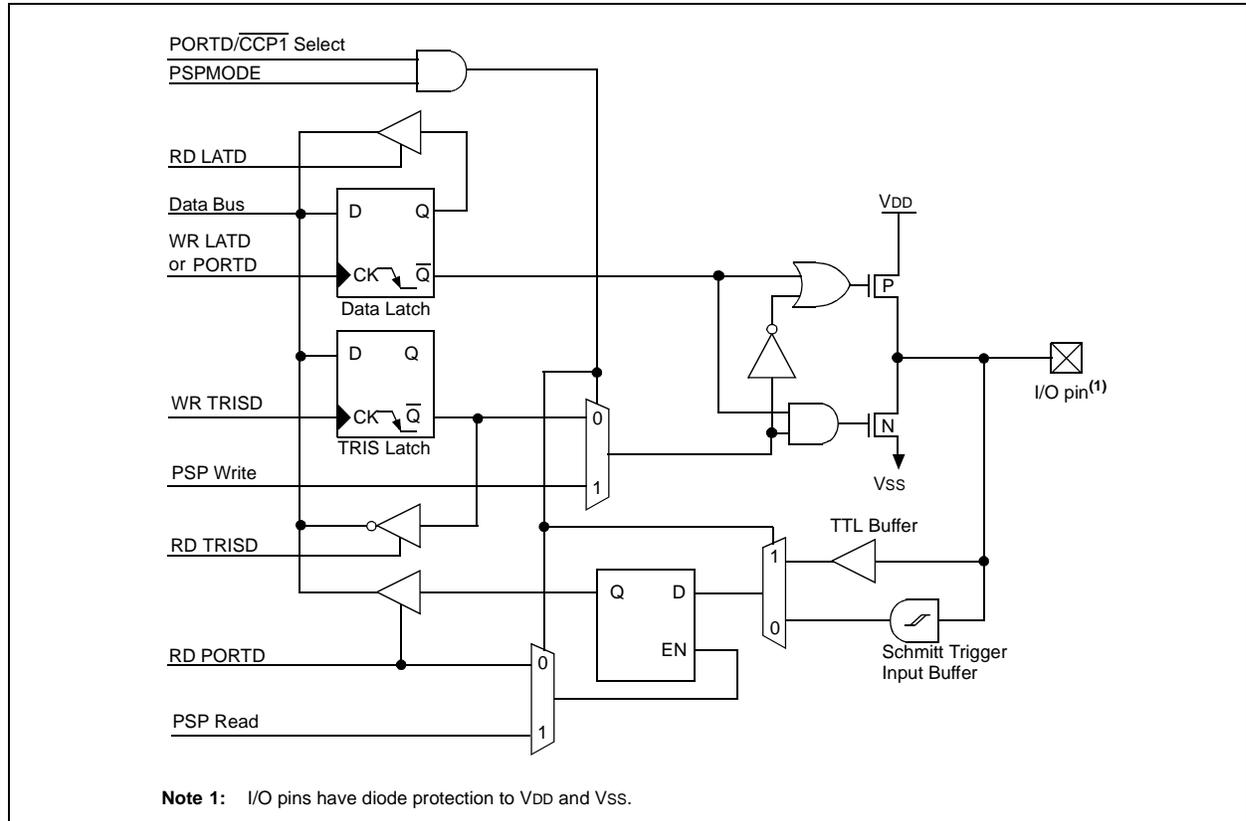 PORTD/CCP1 Select
PSPMODE
RD LATD
Data Bus
D
Q
WR LATD
or PORTD
CK
Q
Data Latch
VDD
P
D
Q
I/O pin(1)
WR TRISD
CK
Q
TRIS Latch
0
N
PSP Write
1
VSS
TTL Buffer
RD TRISD
1
Q
D
0
RD PORTD
0
EN
Schmitt Trigger
Input Buffer
PSP Read
1
Note 1: I/O pins have diode protection to VDD and VSS.